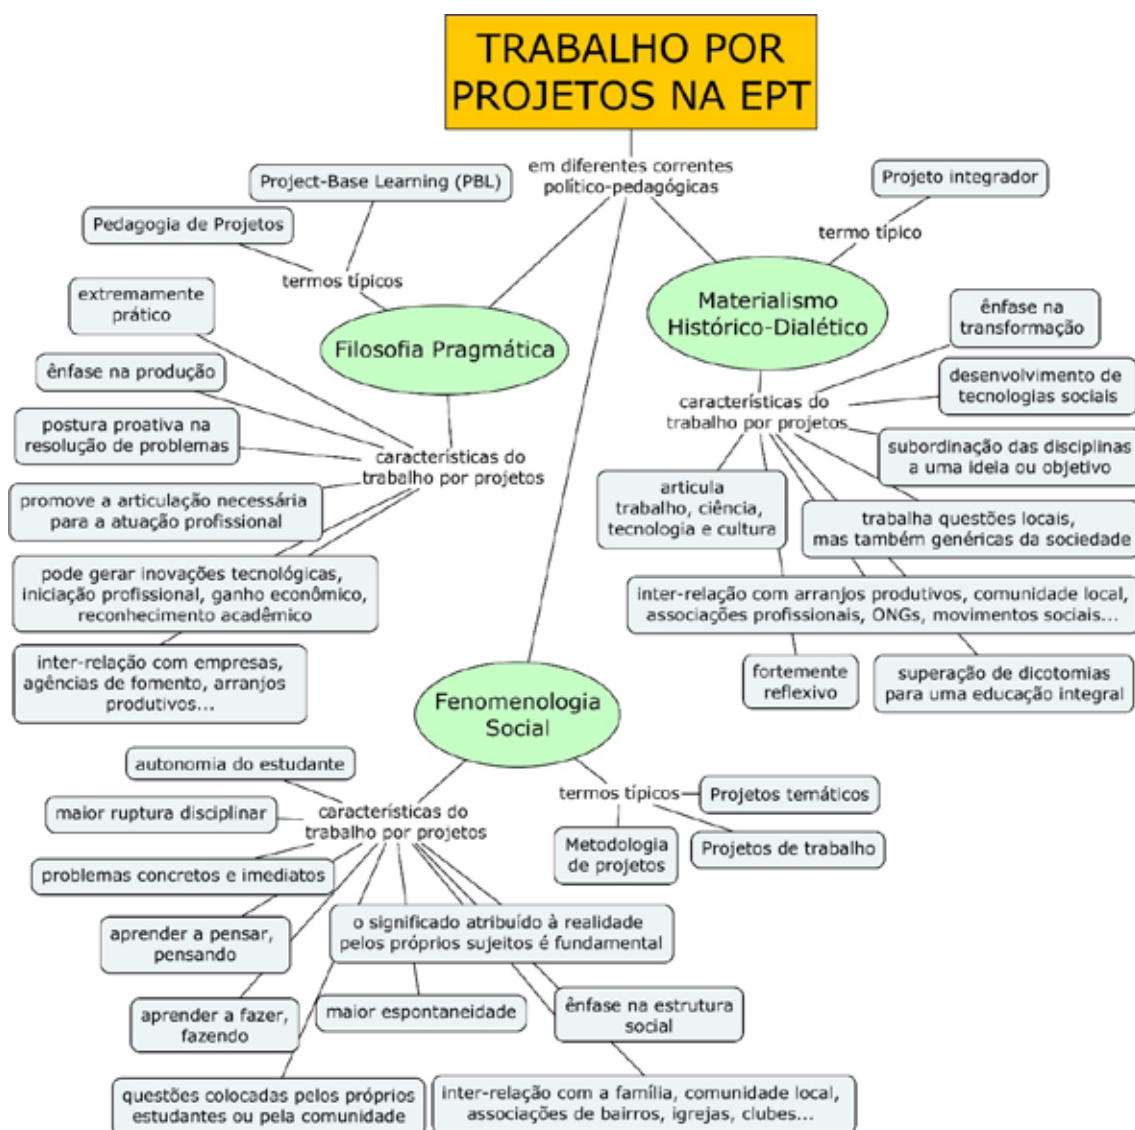 TRABALHO POR
PROJETOS NA EPT
em diferentes correntes
político-pedagógicas
Project-Base Learning (PBL)
Pedagogia de Projetos
termos típicos
Filosofia Pragmática
extremamente
prático
ênfase na produção
postura proativa na
resolução de problemas
características do
trabalho por projetos
promove a articulação necessária
para a atuação profissional
pode gerar inovações tecnológicas,
iniciação profissional, ganho econômico,
reconhecimento acadêmico
inter-relação com empresas,
agências de fomento, arranjos
produtivos...
Projeto integrador
termo típico
Materialismo
Histórico-Dialético
ênfase na
transformação
desenvolvimento de
tecnologias sociais
características do
trabalho por projetos
subordinação das disciplinas
a uma ideia ou objetivo
articula
trabalho, ciência,
tecnologia e cultura
trabalha questões locais,
mas também genéricas da sociedade
inter-relação com arranjos produtivos, comunidade local,
associações profissionais, ONGs, movimentos sociais...
fortemente
reflexivo
superação de dicotomias
para uma educação integral
Fenomenologia
Social
autonomia do estudante
características do
trabalho por projetos
maior ruptura disciplinar
problemas concretos e imediatos
termos típicos
Projetos temáticos
Metodologia
de projetos
Projetos de trabalho
aprender a pensar,
pensando
o significado atribuído à realidade
pelos próprios sujeitos é fundamental
aprender a fazer,
fazendo
maior espontaneidade
ênfase na estrutura
social
questões colocadas pelos próprios
estudantes ou pela comunidade
inter-relação com a família, comunidade local,
associações de bairros, igrejas, clubes...